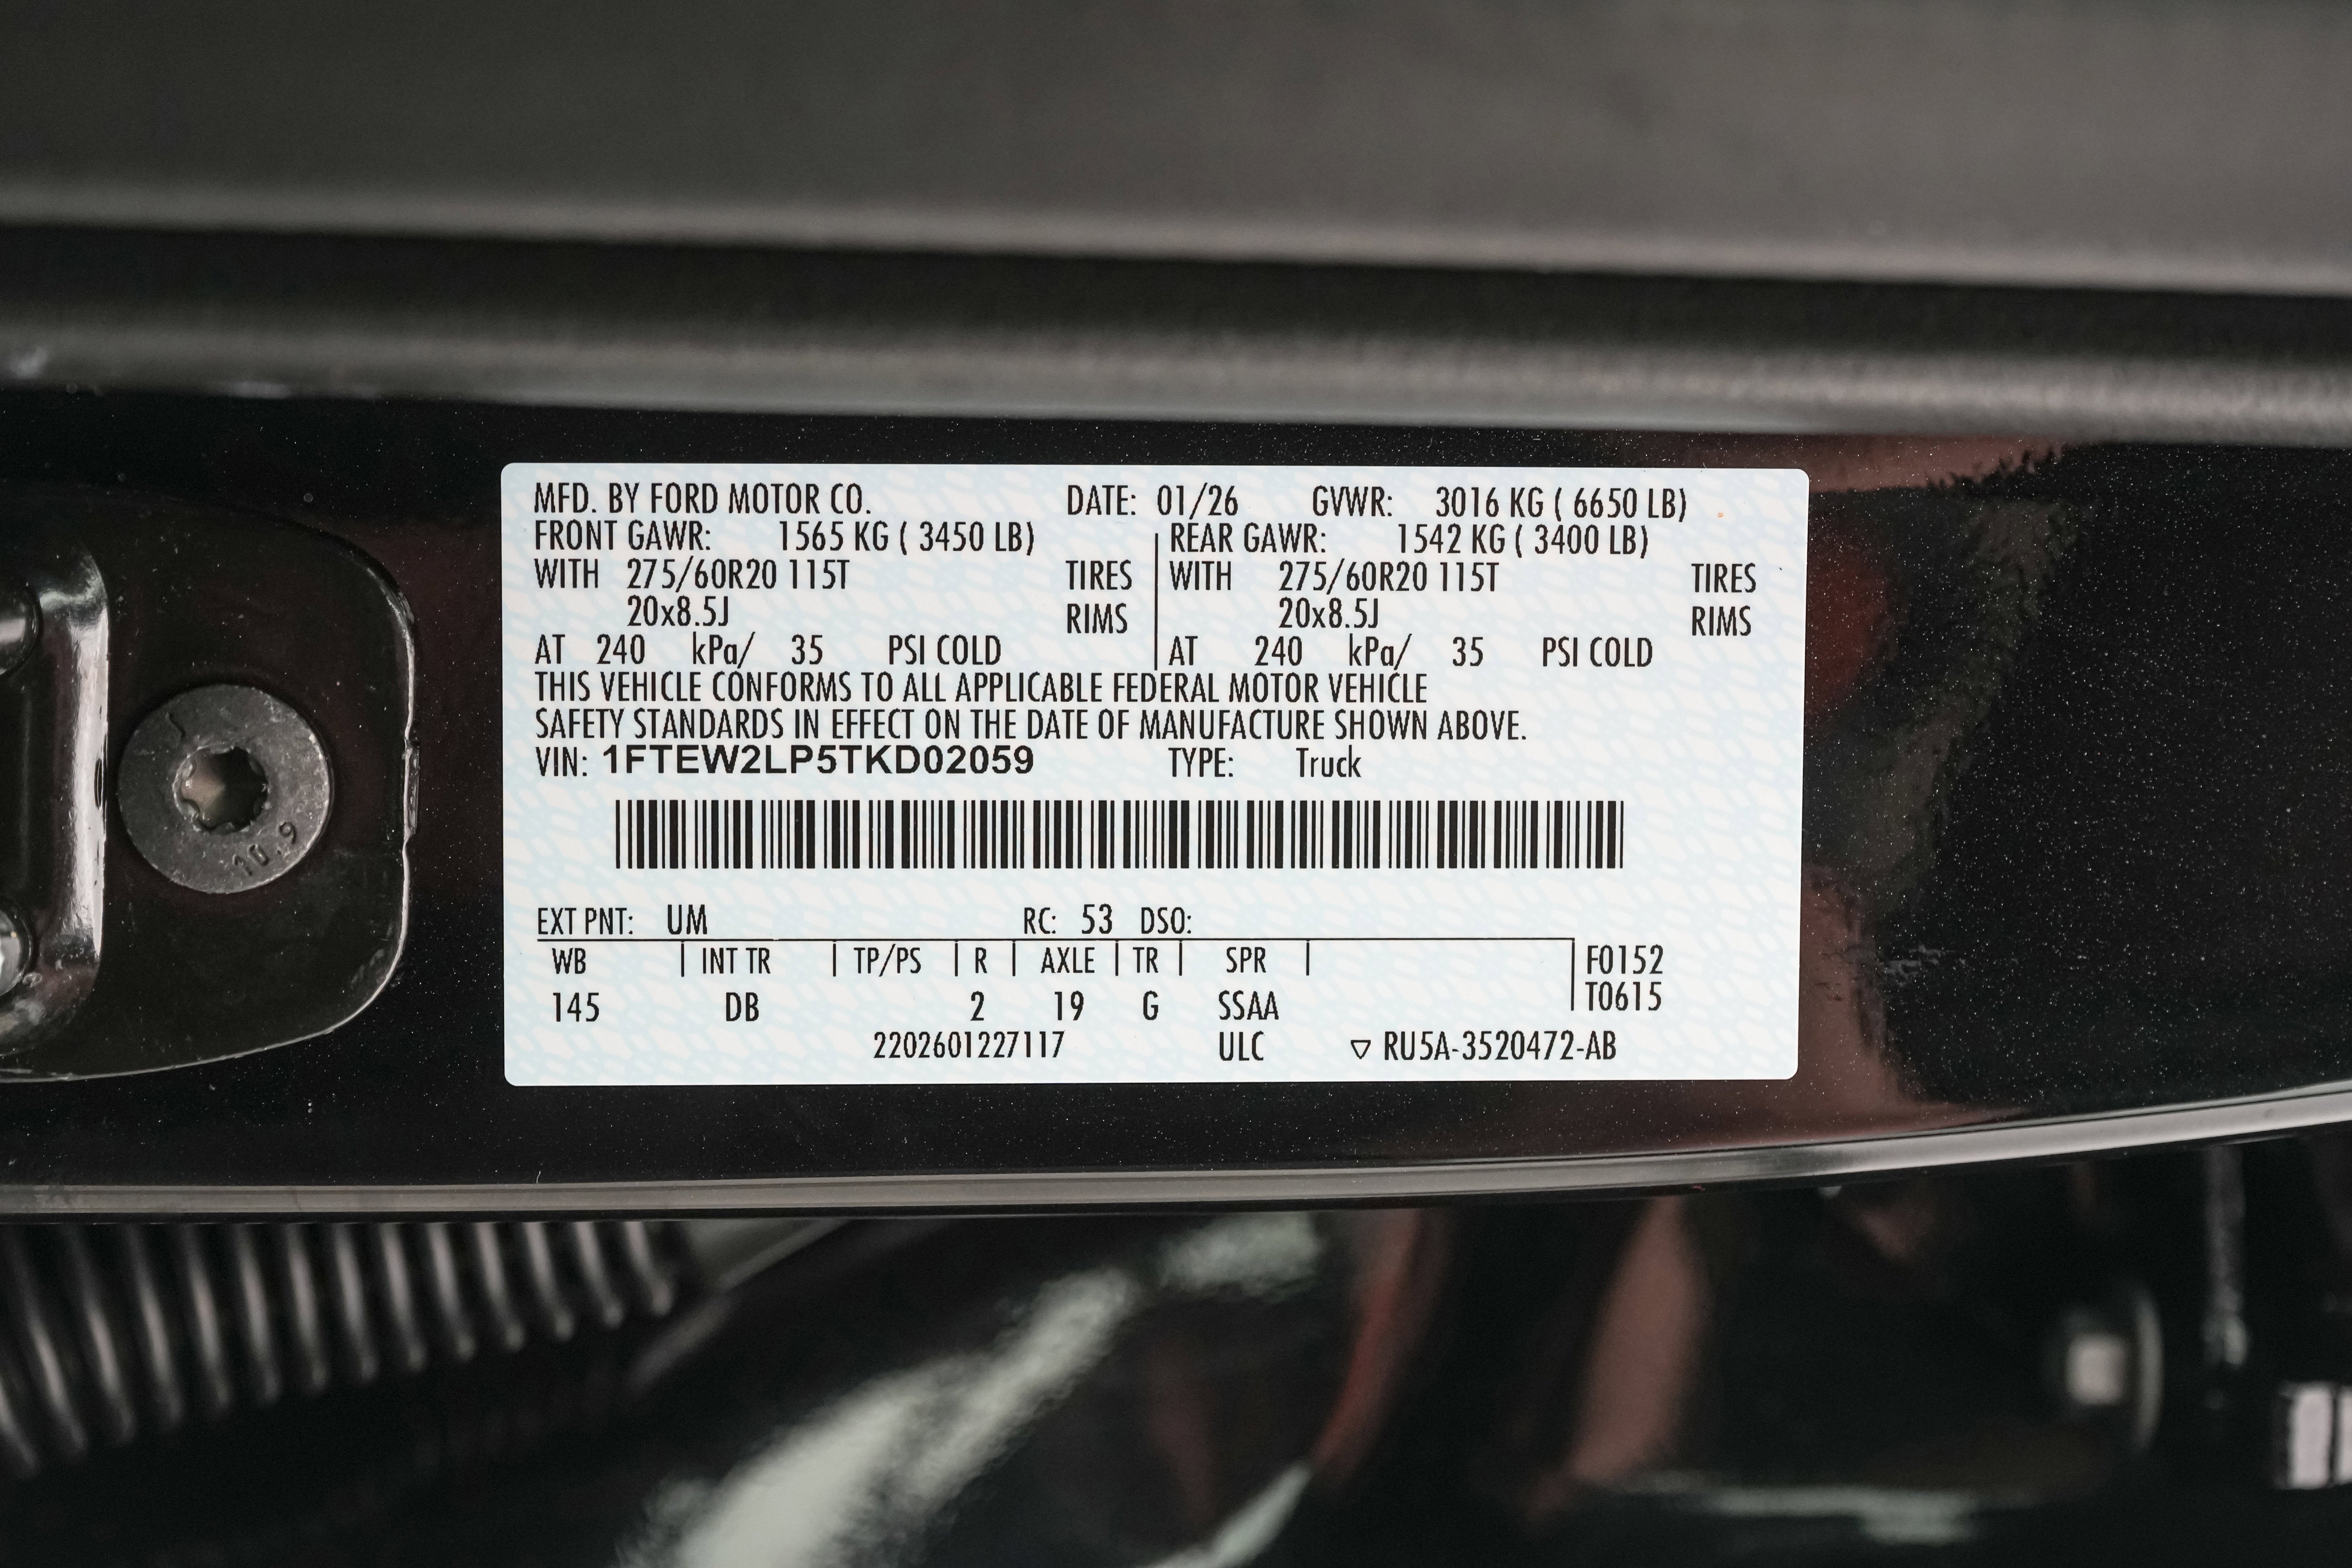 MFD. BY FORD MOTOR CO. DATE: 01/26 GVWR: 3016 KG ( 6650 LB)
FRONT GAWR: 1565 KG ( 3450 LB) REAR GAWR: 1542 KG ( 3400 LB)
WITH 275/60R20 115T TIRES WITH 275/60R20 115T TIRES
20x8.5J RIMS 20x8.5J RIMS
AT 240 kPa/ 35 PSI COLD AT 240 kPa/ 35 PSI COLD
THIS VEHICLE CONFORMS TO ALL APPLICABLE FEDERAL MOTOR VEHICLE
SAFETY STANDARDS IN EFFECT ON THE DATE OF MANUFACTURE SHOWN ABOVE.
VIN: 1FTEW2LP5TKD02059 TYPE: Truck
EXT PNT: UM RC: 53 DSO:
WB INT TR TP/PS R AXLE TR SPR F0152
145 DB 2 19 G SSAA T0615
2202601227117 ULC ▽ RU5A-3520472-AB
10.9